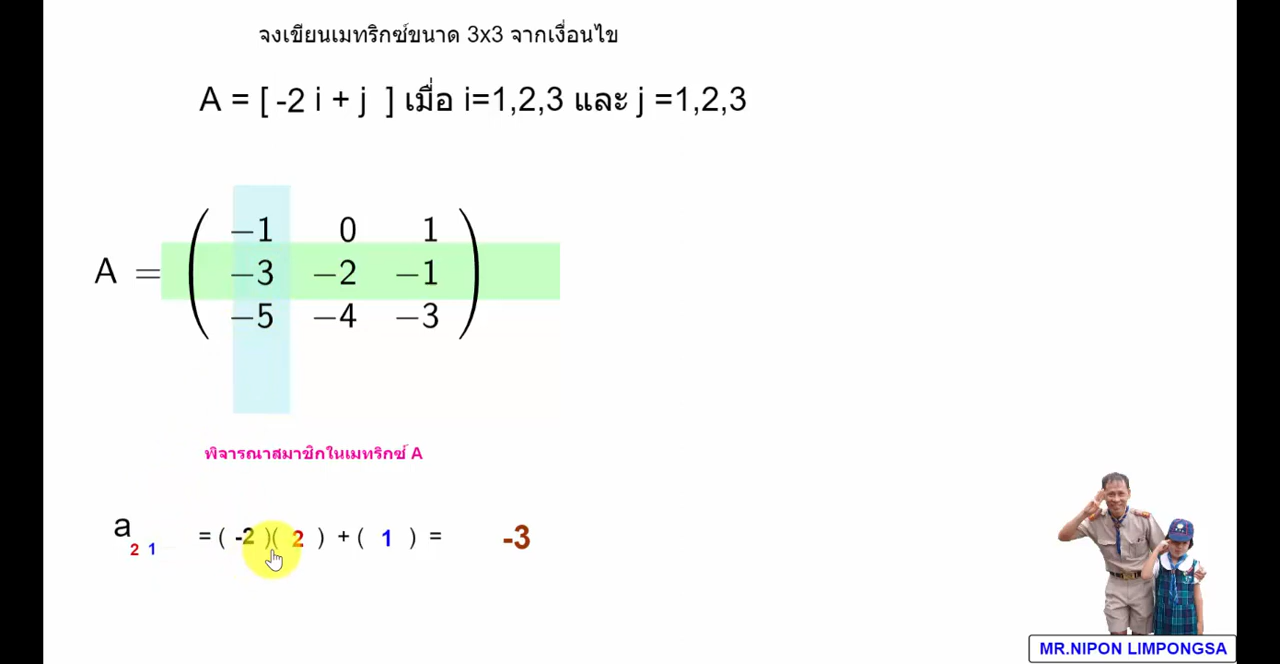 จงเขียนเมทริกซ์ขนาด 3x3 จากเงื่อนไข
A = [ -2 i + j ] เมื่อ i=1,2,3 และ j =1,2,3
A = ( −1 0 1
−3 −2 −1
−5 −4 −3 )
พิจารณาสมาชิกในเมทริกซ์ A
a 2 1 = ( -2 )( 2 ) + ( 1 ) = -3
MR.NIPON LIMPONGSA